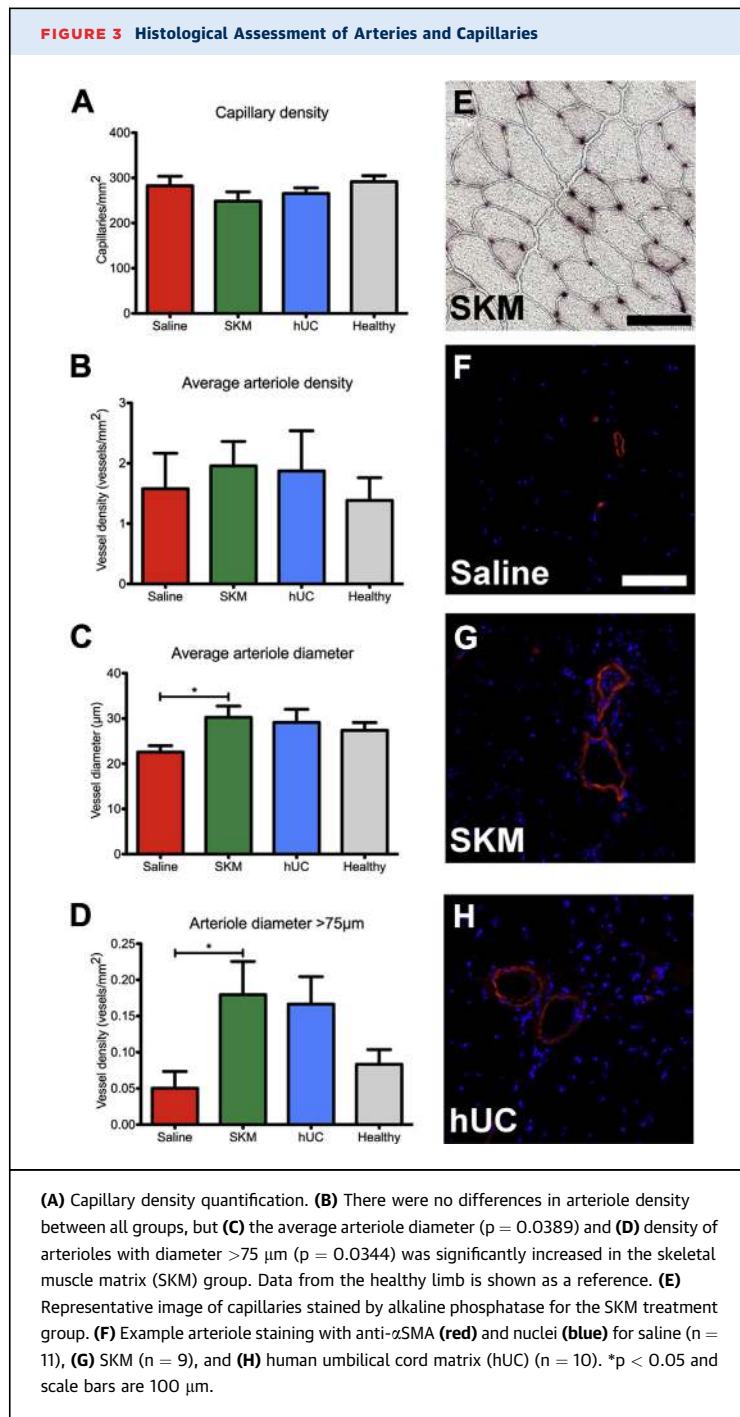 FIGURE 3 Histological Assessment of Arteries and Capillaries
A
Capillary density
Capillaries/mm²
400
300
200
100
0
Saline
SKM
hUC
Healthy
E
SKM
B
Average arteriole density
Vessel density (vessels/mm²)
3
2
1
0
Saline
SKM
hUC
Healthy
F
Saline
C
Average arteriole diameter
Vessel diameter (µm)
40
30
20
10
0
*
Saline
SKM
hUC
Healthy
G
SKM
D
Arteriole diameter >75µm
Vessel density (vesels/mm²)
0.25
0.20
0.15
0.10
0.05
0.00
*
Saline
SKM
hUC
Healthy
H
hUC
(A) Capillary density quantification. (B) There were no differences in arteriole density
between all groups, but (C) the average arteriole diameter (p = 0.0389) and (D) density of
arterioles with diameter >75 µm (p = 0.0344) was significantly increased in the skeletal
muscle matrix (SKM) group. Data from the healthy limb is shown as a reference. (E)
Representative image of capillaries stained by alkaline phosphatase for the SKM treatment
group. (F) Example arteriole staining with anti-αSMA (red) and nuclei (blue) for saline (n =
11), (G) SKM (n = 9), and (H) human umbilical cord matrix (hUC) (n = 10). *p < 0.05 and
scale bars are 100 µm.